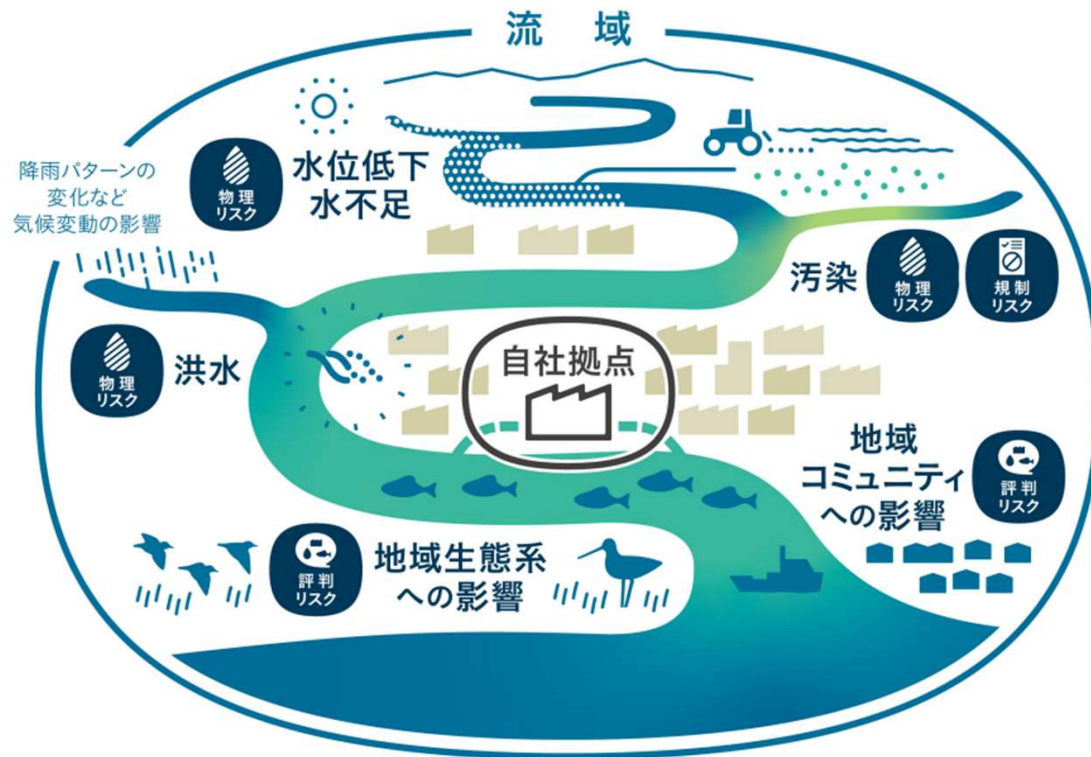 流域
降雨パターンの
変化など
気候変動の影響
物理
リスク
水位低下
水不足
汚染
物理
リスク
規制
リスク
物理
リスク
洪水
自社拠点
地域
コミュニティ
への影響
評判
リスク
評判
リスク
地域生態系
への影響